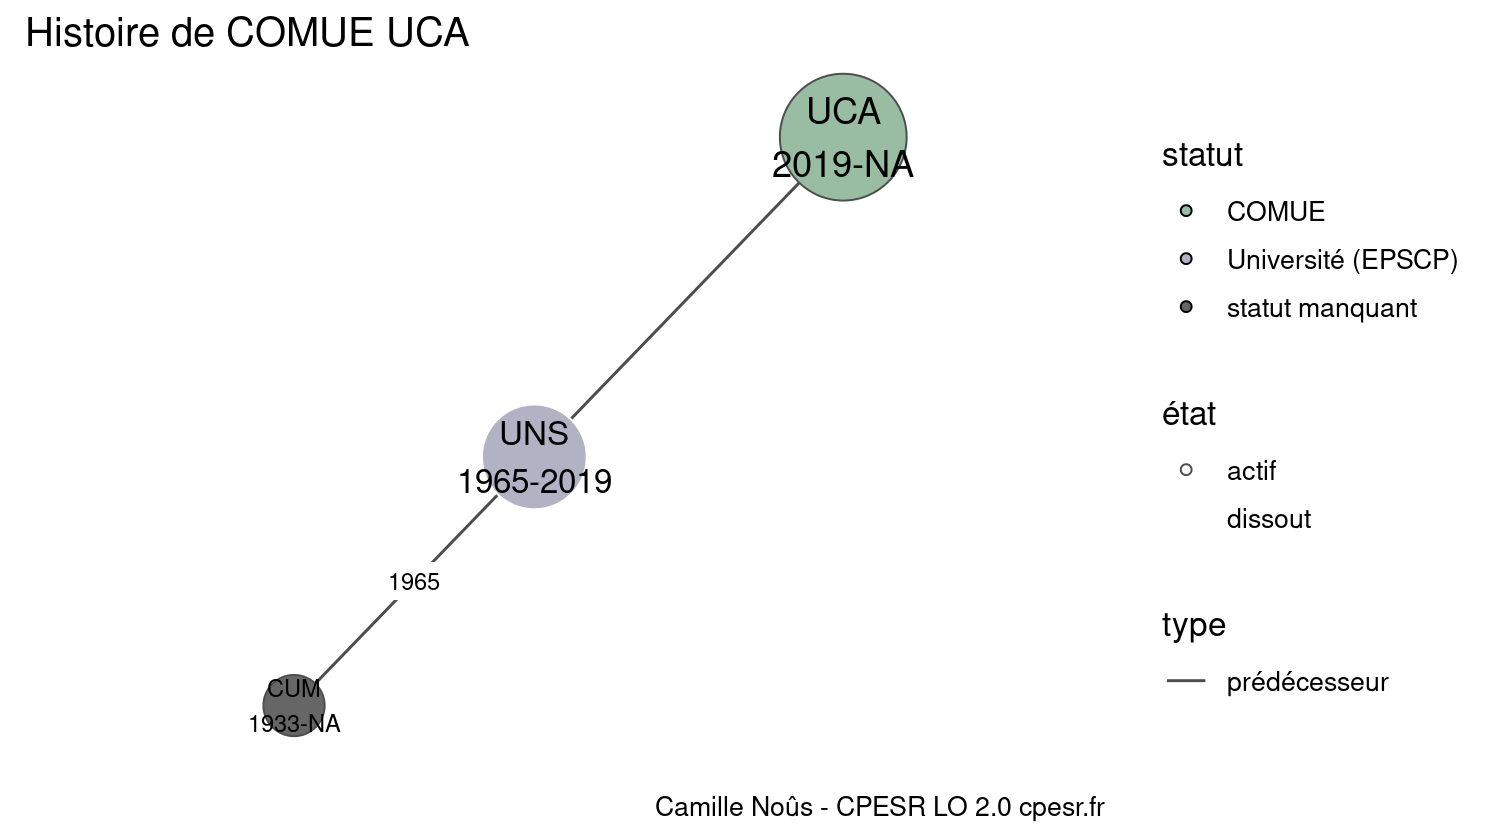 Histoire de COMUE UCA
UCA
2019-NA
UNS
1965-2019
1965
CUM
1933-NA
statut
COMUE
Université (EPSCP)
statut manquant
état
actif
dissout
type
prédécesseur
Camille Noûs - CPESR LO 2.0 cpesr.fr